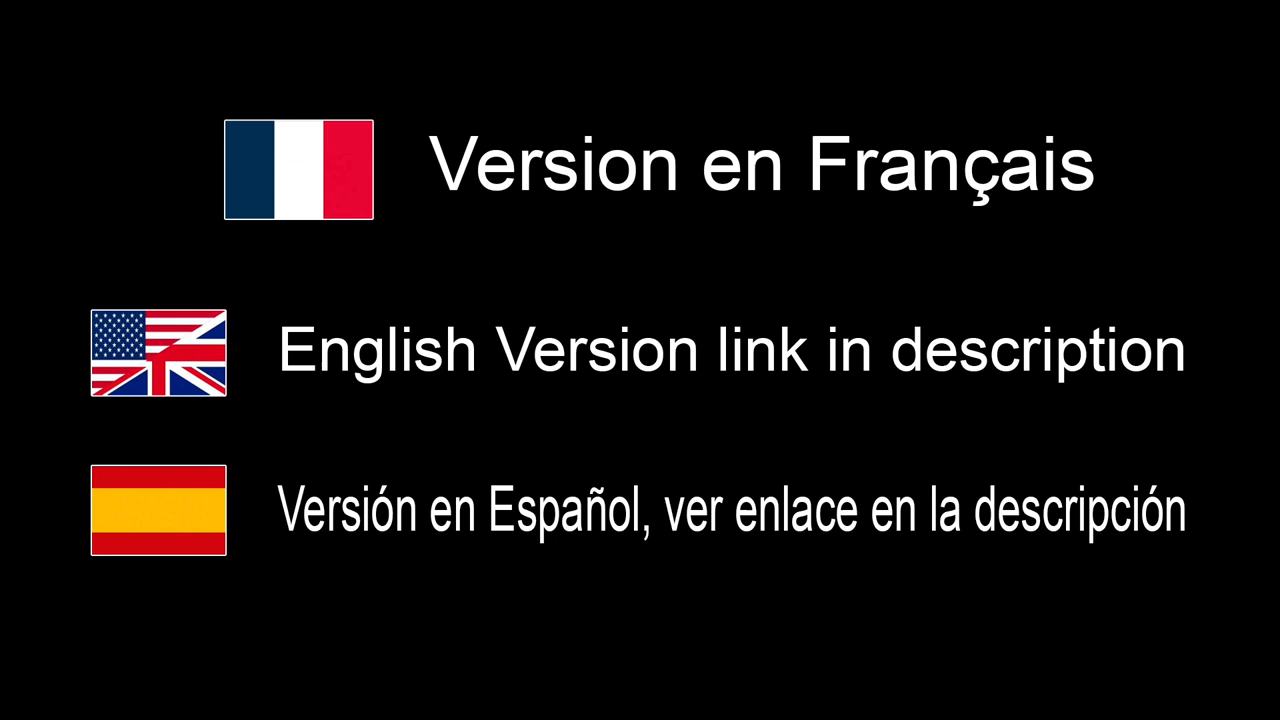 Version en Français
English Version link in description
Versión en Español, ver enlace en la descripción